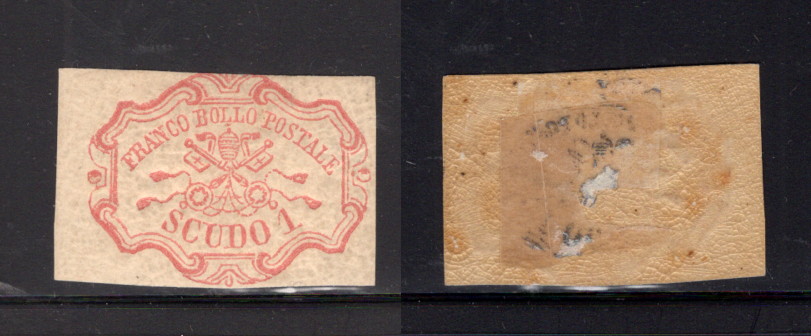 FRANCO BOLLO POSTALE
SCUDO 1